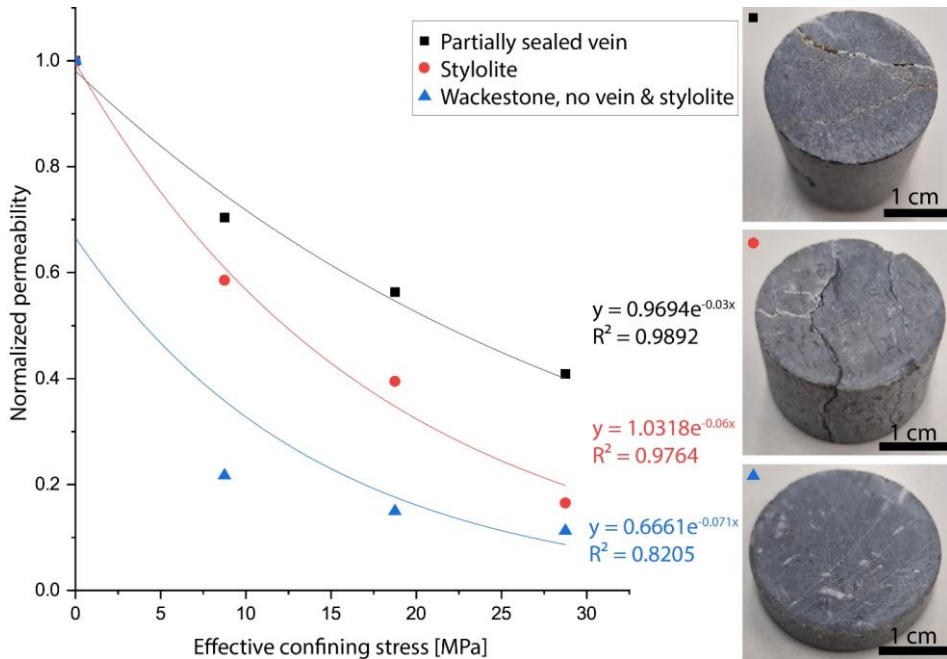 Partially sealed vein
Stylolite
Wackestone, no vein & stylolite
1.0
0.8
0.6
0.4
0.2
0.0
Normalized permeability
y = 0.9694e^-0.03x
R² = 0.9892
y = 1.0318e^-0.06x
R² = 0.9764
y = 0.6661e^-0.071x
R² = 0.8205
0 5 10 15 20 25 30
Effective confining stress [MPa]
1 cm
1 cm
1 cm